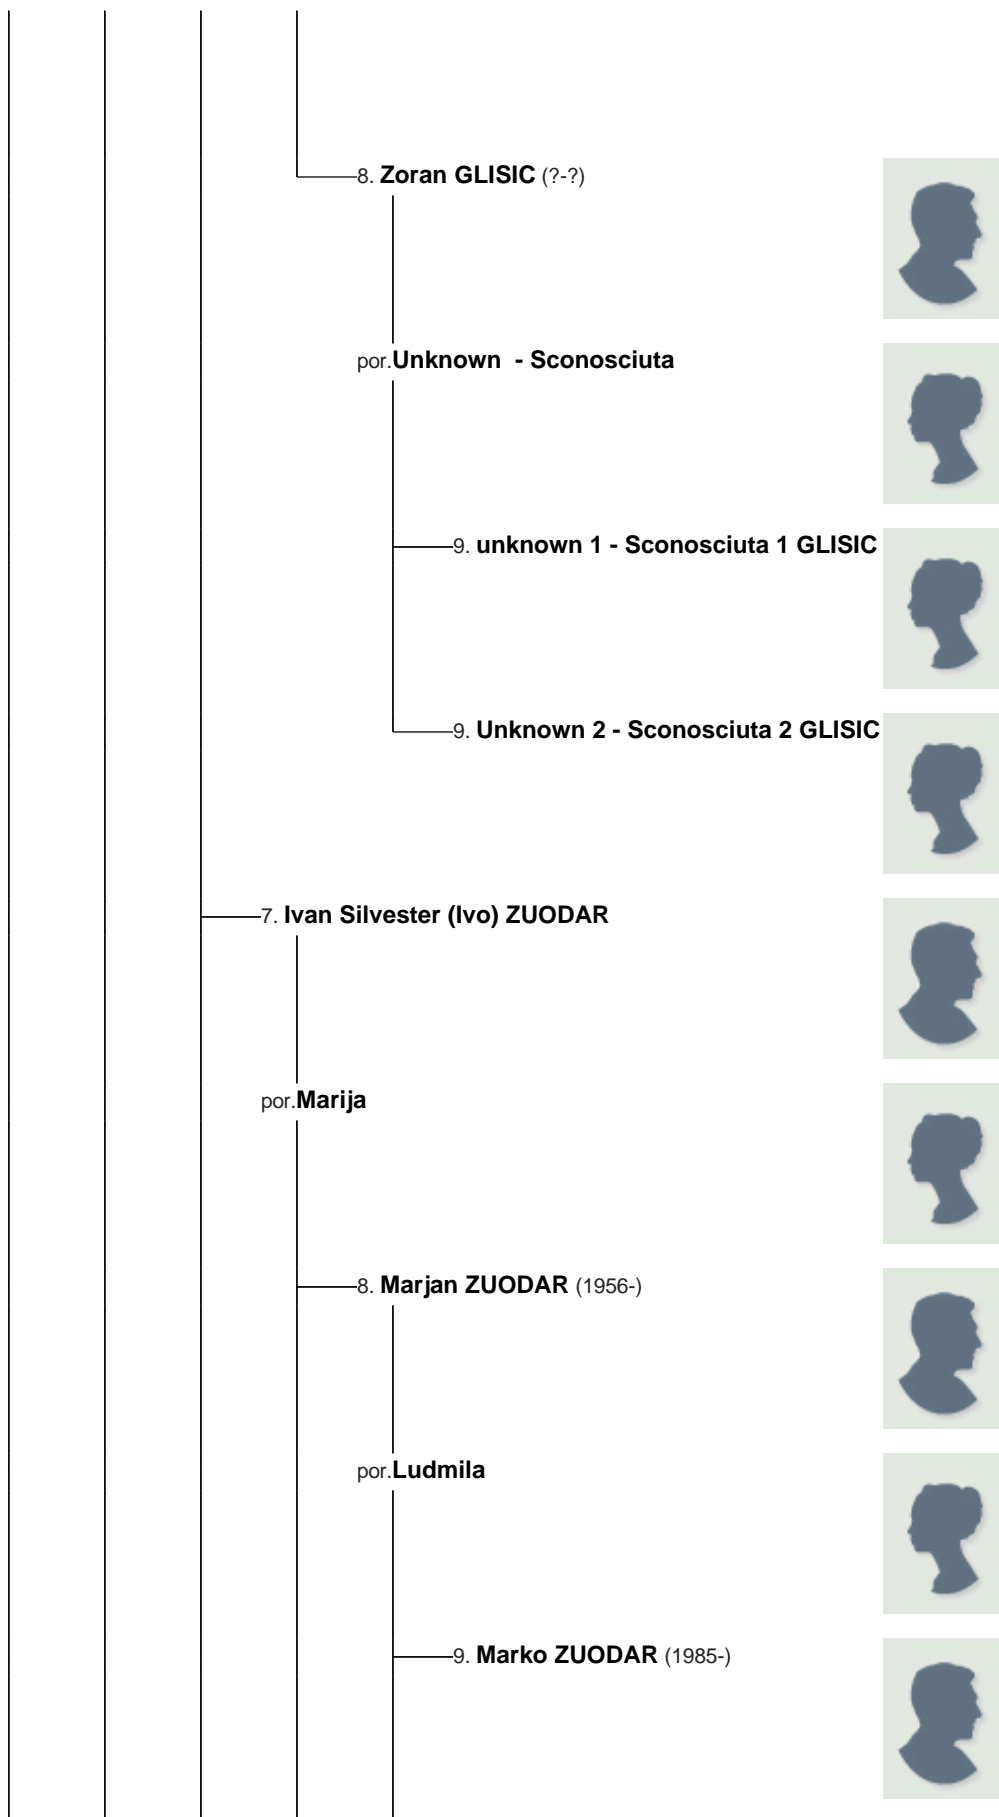 8. Zoran GLISIC (?-?)
por.Unknown - Sconosciuta
9. unknown 1 - Sconosciuta 1 GLISIC
9. Unknown 2 - Sconosciuta 2 GLISIC
7. Ivan Silvester (Ivo) ZUODAR
por.Marija
8. Marjan ZUODAR (1956-)
por.Ludmila
9. Marko ZUODAR (1985-)